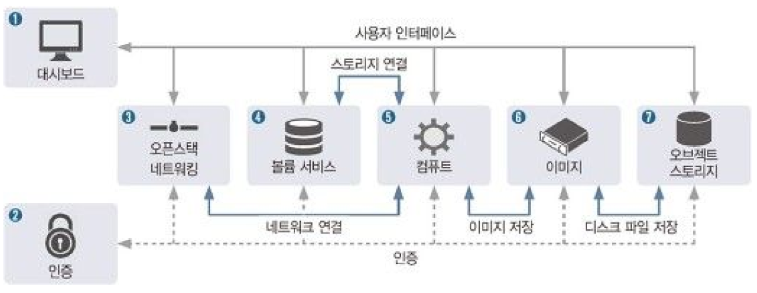 1
대시보드
사용자 인터페이스
스토리지 연결
3
오픈스택
네트워킹
4
볼륨 서비스
5
컴퓨트
6
이미지
7
오브젝트
스토리지
네트워크 연결
이미지 저장
디스크 파일 저장
2
인증
인증